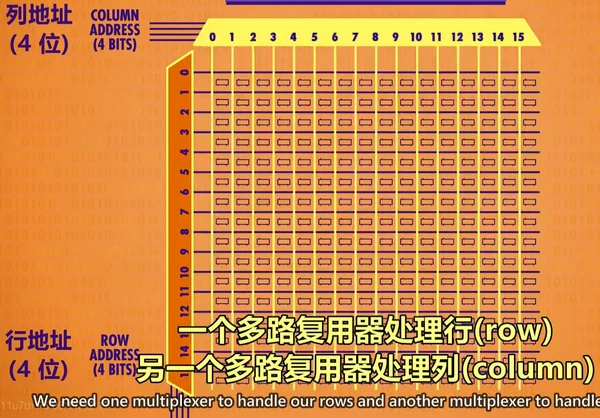 列地址
(4 位)
COLUMN
ADDRESS
(4 BITS)
0 1 2 3 4 5 6 7 8 9 10 11 12 13 14 15
0
1
2
3
4
5
6
7
8
9
10
11
12
14
行地址
(4 位)
ROW
ADDRESS
(4 BITS)
一个多路复用器处理行(row)
另一个多路复用器处理列(column)
We need one multiplexer to handle our rows and another multiplexer to handle